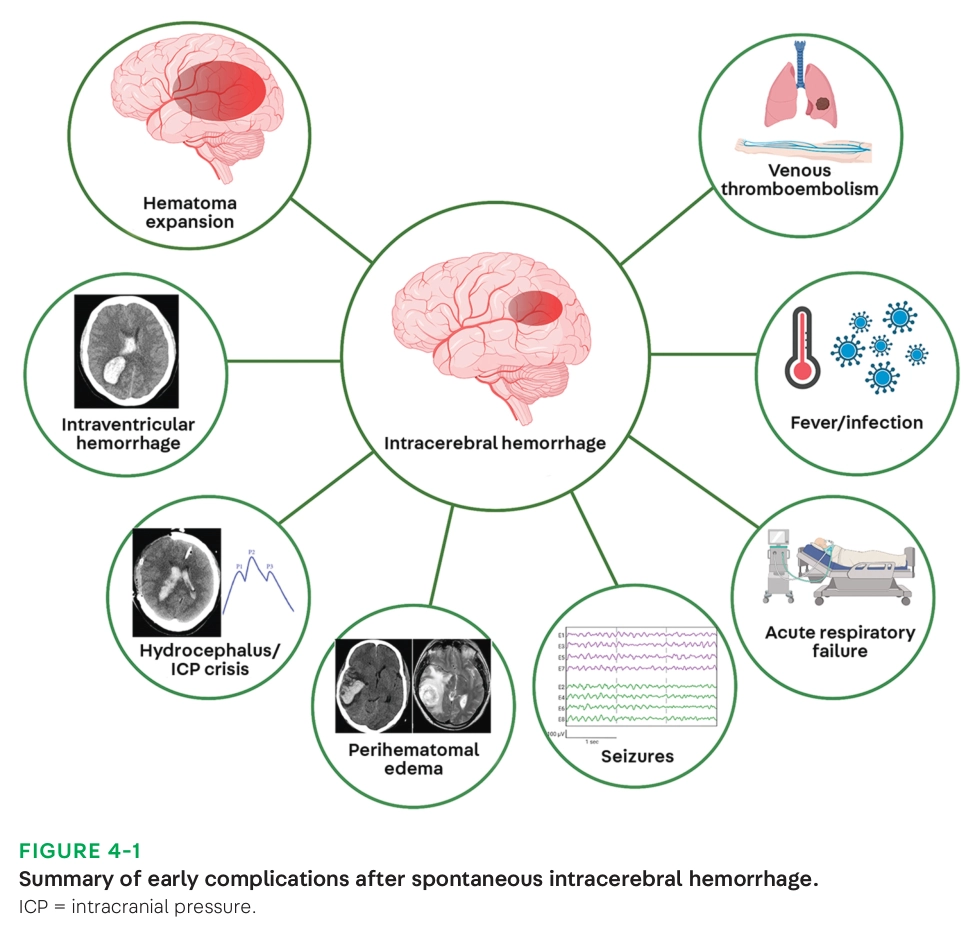 Hematoma
expansion
Venous
thromboembolism
Intracerebral hemorrhage
Intraventricular
hemorrhage
Fever/infection
P1
P2
P3
Hydrocephalus/
ICP crisis
Perihematomal
edema
E1
E3
E5
E7
E2
E4
E6
E8
100 µV
1 sec
Seizures
Acute respiratory
failure
FIGURE 4-1
Summary of early complications after spontaneous intracerebral hemorrhage.
ICP = intracranial pressure.